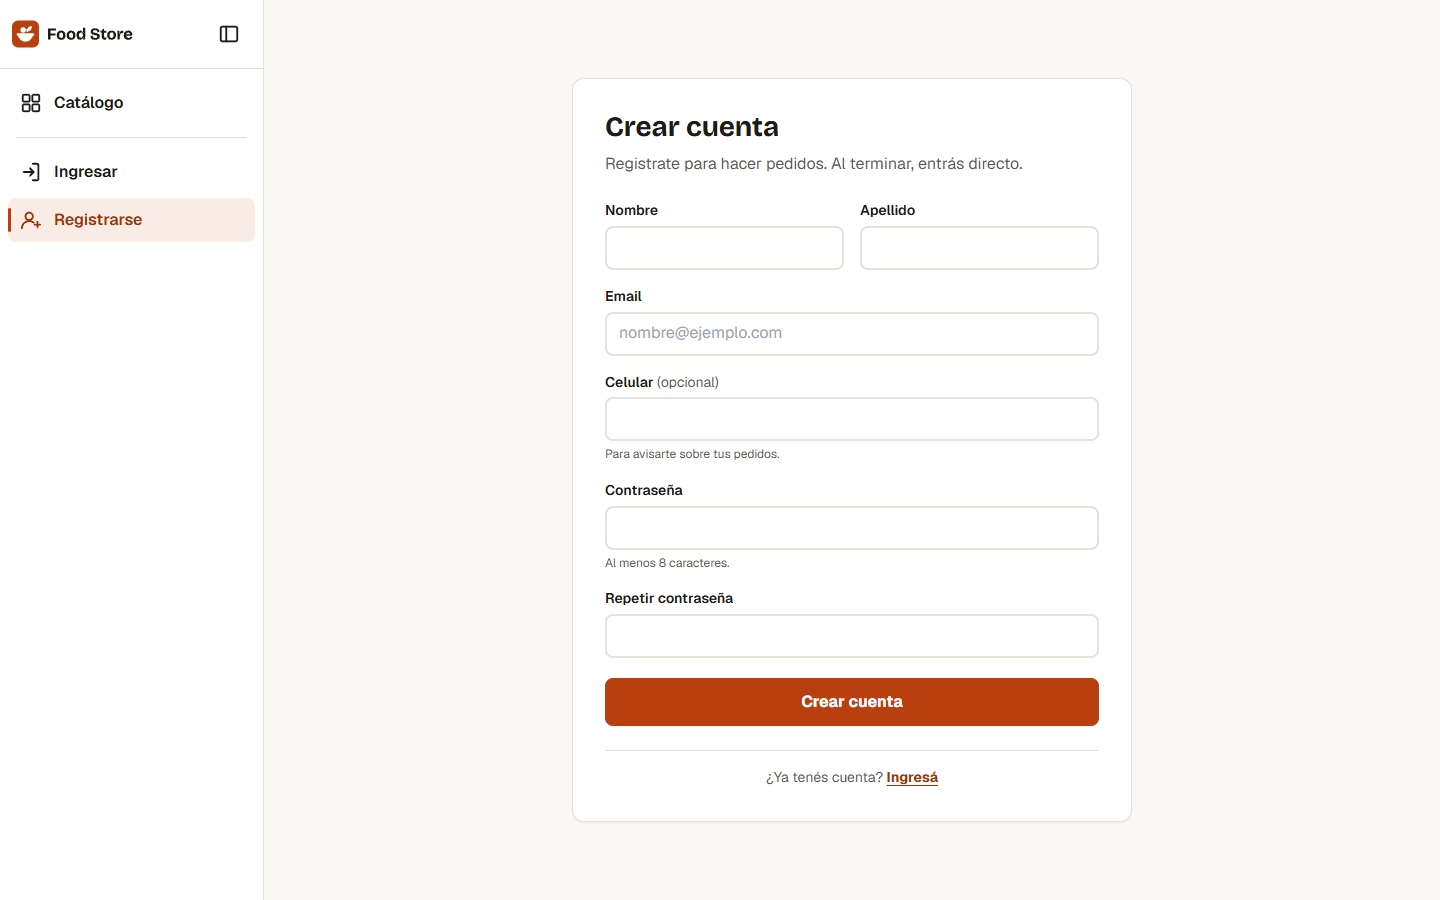 Food Store
Catálogo
Ingresar
Registrarse
Crear cuenta
Registrate para hacer pedidos. Al terminar, entrás directo.
Nombre
Apellido
Email
nombre@ejemplo.com
Celular (opcional)
Para avisarte sobre tus pedidos.
Contraseña
Al menos 8 caracteres.
Repetir contraseña
Crear cuenta
¿Ya tenés cuenta? Ingresá